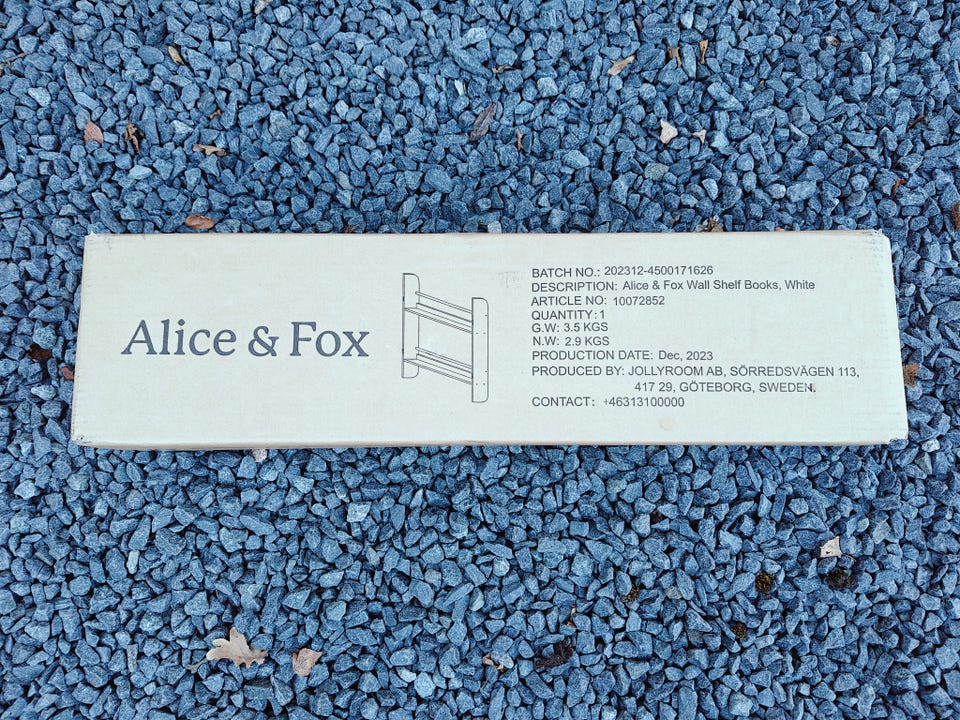 Alice & Fox
BATCH NO.: 202312-4500171626
DESCRIPTION: Alice & Fox Wall Shelf Books, White
ARTICLE NO: 10072852
QUANTITY: 1
G.W: 3.5 KGS
N.W: 2.9 KGS
PRODUCTION DATE: Dec, 2023
PRODUCED BY: JOLLYROOM AB, SÖRREDSVÄGEN 113,
417 29, GÖTEBORG, SWEDEN.
CONTACT: +46313100000